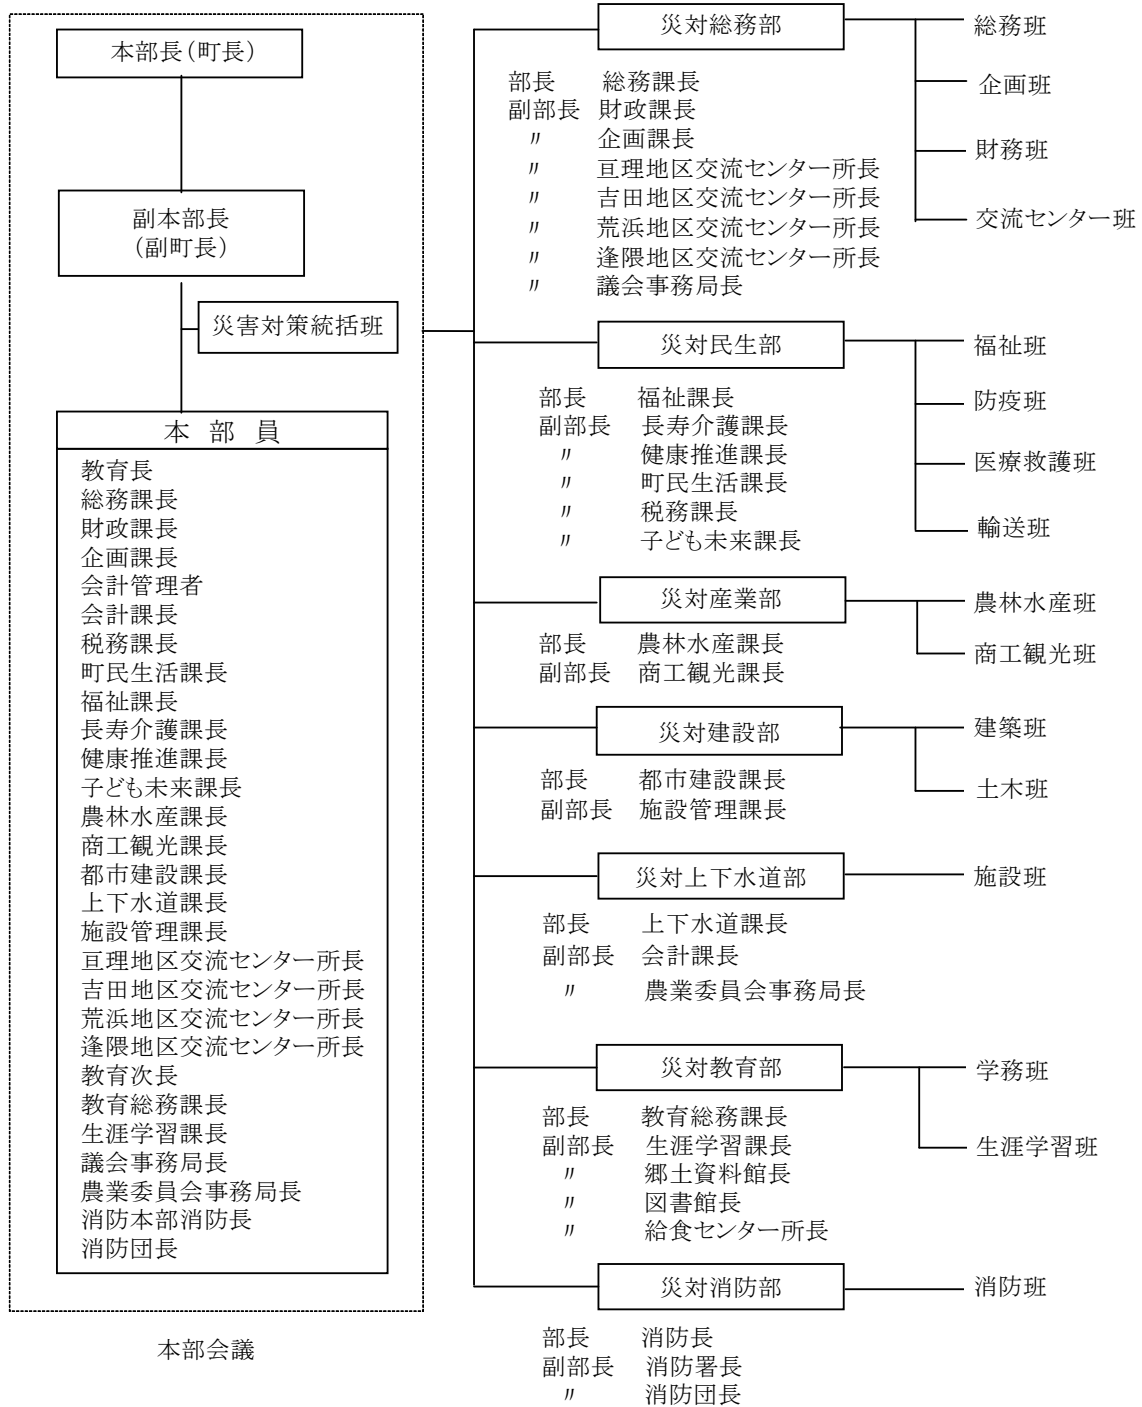 本部長（町長）
副本部長
（副町長）
災害対策統括班
本 部 員
教育長
総務課長
財政課長
企画課長
会計管理者
会計課長
税務課長
町民生活課長
福祉課長
長寿介護課長
健康推進課長
子ども未来課長
農林水産課長
商工観光課長
都市建設課長
上下水道課長
施設管理課長
亘理地区交流センター所長
吉田地区交流センター所長
荒浜地区交流センター所長
逢隈地区交流センター所長
教育次長
教育総務課長
生涯学習課長
議会事務局長
農業委員会事務局長
消防本部消防長
消防団長
本部会議
災対総務部
部長 総務課長
副部長 財政課長
〃 企画課長
〃 亘理地区交流センター所長
〃 吉田地区交流センター所長
〃 荒浜地区交流センター所長
〃 逢隈地区交流センター所長
〃 議会事務局長
総務班
企画班
財務班
交流センター班
災対民生部
部長 福祉課長
副部長 長寿介護課長
〃 健康推進課長
〃 町民生活課長
〃 税務課長
〃 子ども未来課長
福祉班
防疫班
医療救護班
輸送班
災対産業部
部長 農林水産課長
副部長 商工観光課長
農林水産班
商工観光班
災対建設部
部長 都市建設課長
副部長 施設管理課長
建築班
土木班
災対上下水道部
部長 上下水道課長
副部長 会計課長
〃 農業委員会事務局長
施設班
災対教育部
部長 教育総務課長
副部長 生涯学習課長
〃 郷土資料館長
〃 図書館長
〃 給食センター所長
学務班
生涯学習班
災対消防部
部長 消防長
副部長 消防署長
〃 消防団長
消防班